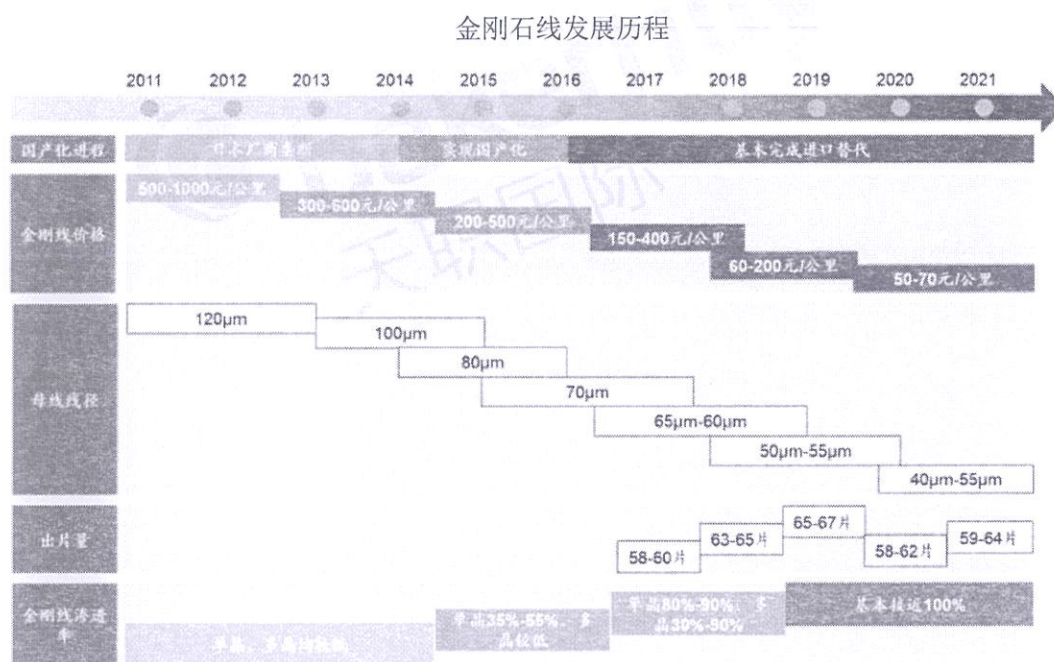 金刚石线发展历程
2011 2012 2013 2014 2015 2016 2017 2018 2019 2020 2021
国产化进程 日本厂商垄断 实现国产化 基本完成进口替代
金刚线价格
500-1000元/公里
300-600元/公里
200-500元/公里
150-400元/公里
60-200元/公里
50-70元/公里
母线线径
120μm
100μm
80μm
70μm
65μm-60μm
50μm-55μm
40μm-55μm
出片量
58-60片
63-65片
65-67片
58-62片
59-64片
金刚线渗透
率
单晶、多晶均较低
单晶35%-55%、多
晶较低
单晶80%-90%、多
晶30%-90%
基本接近100%
天职国际